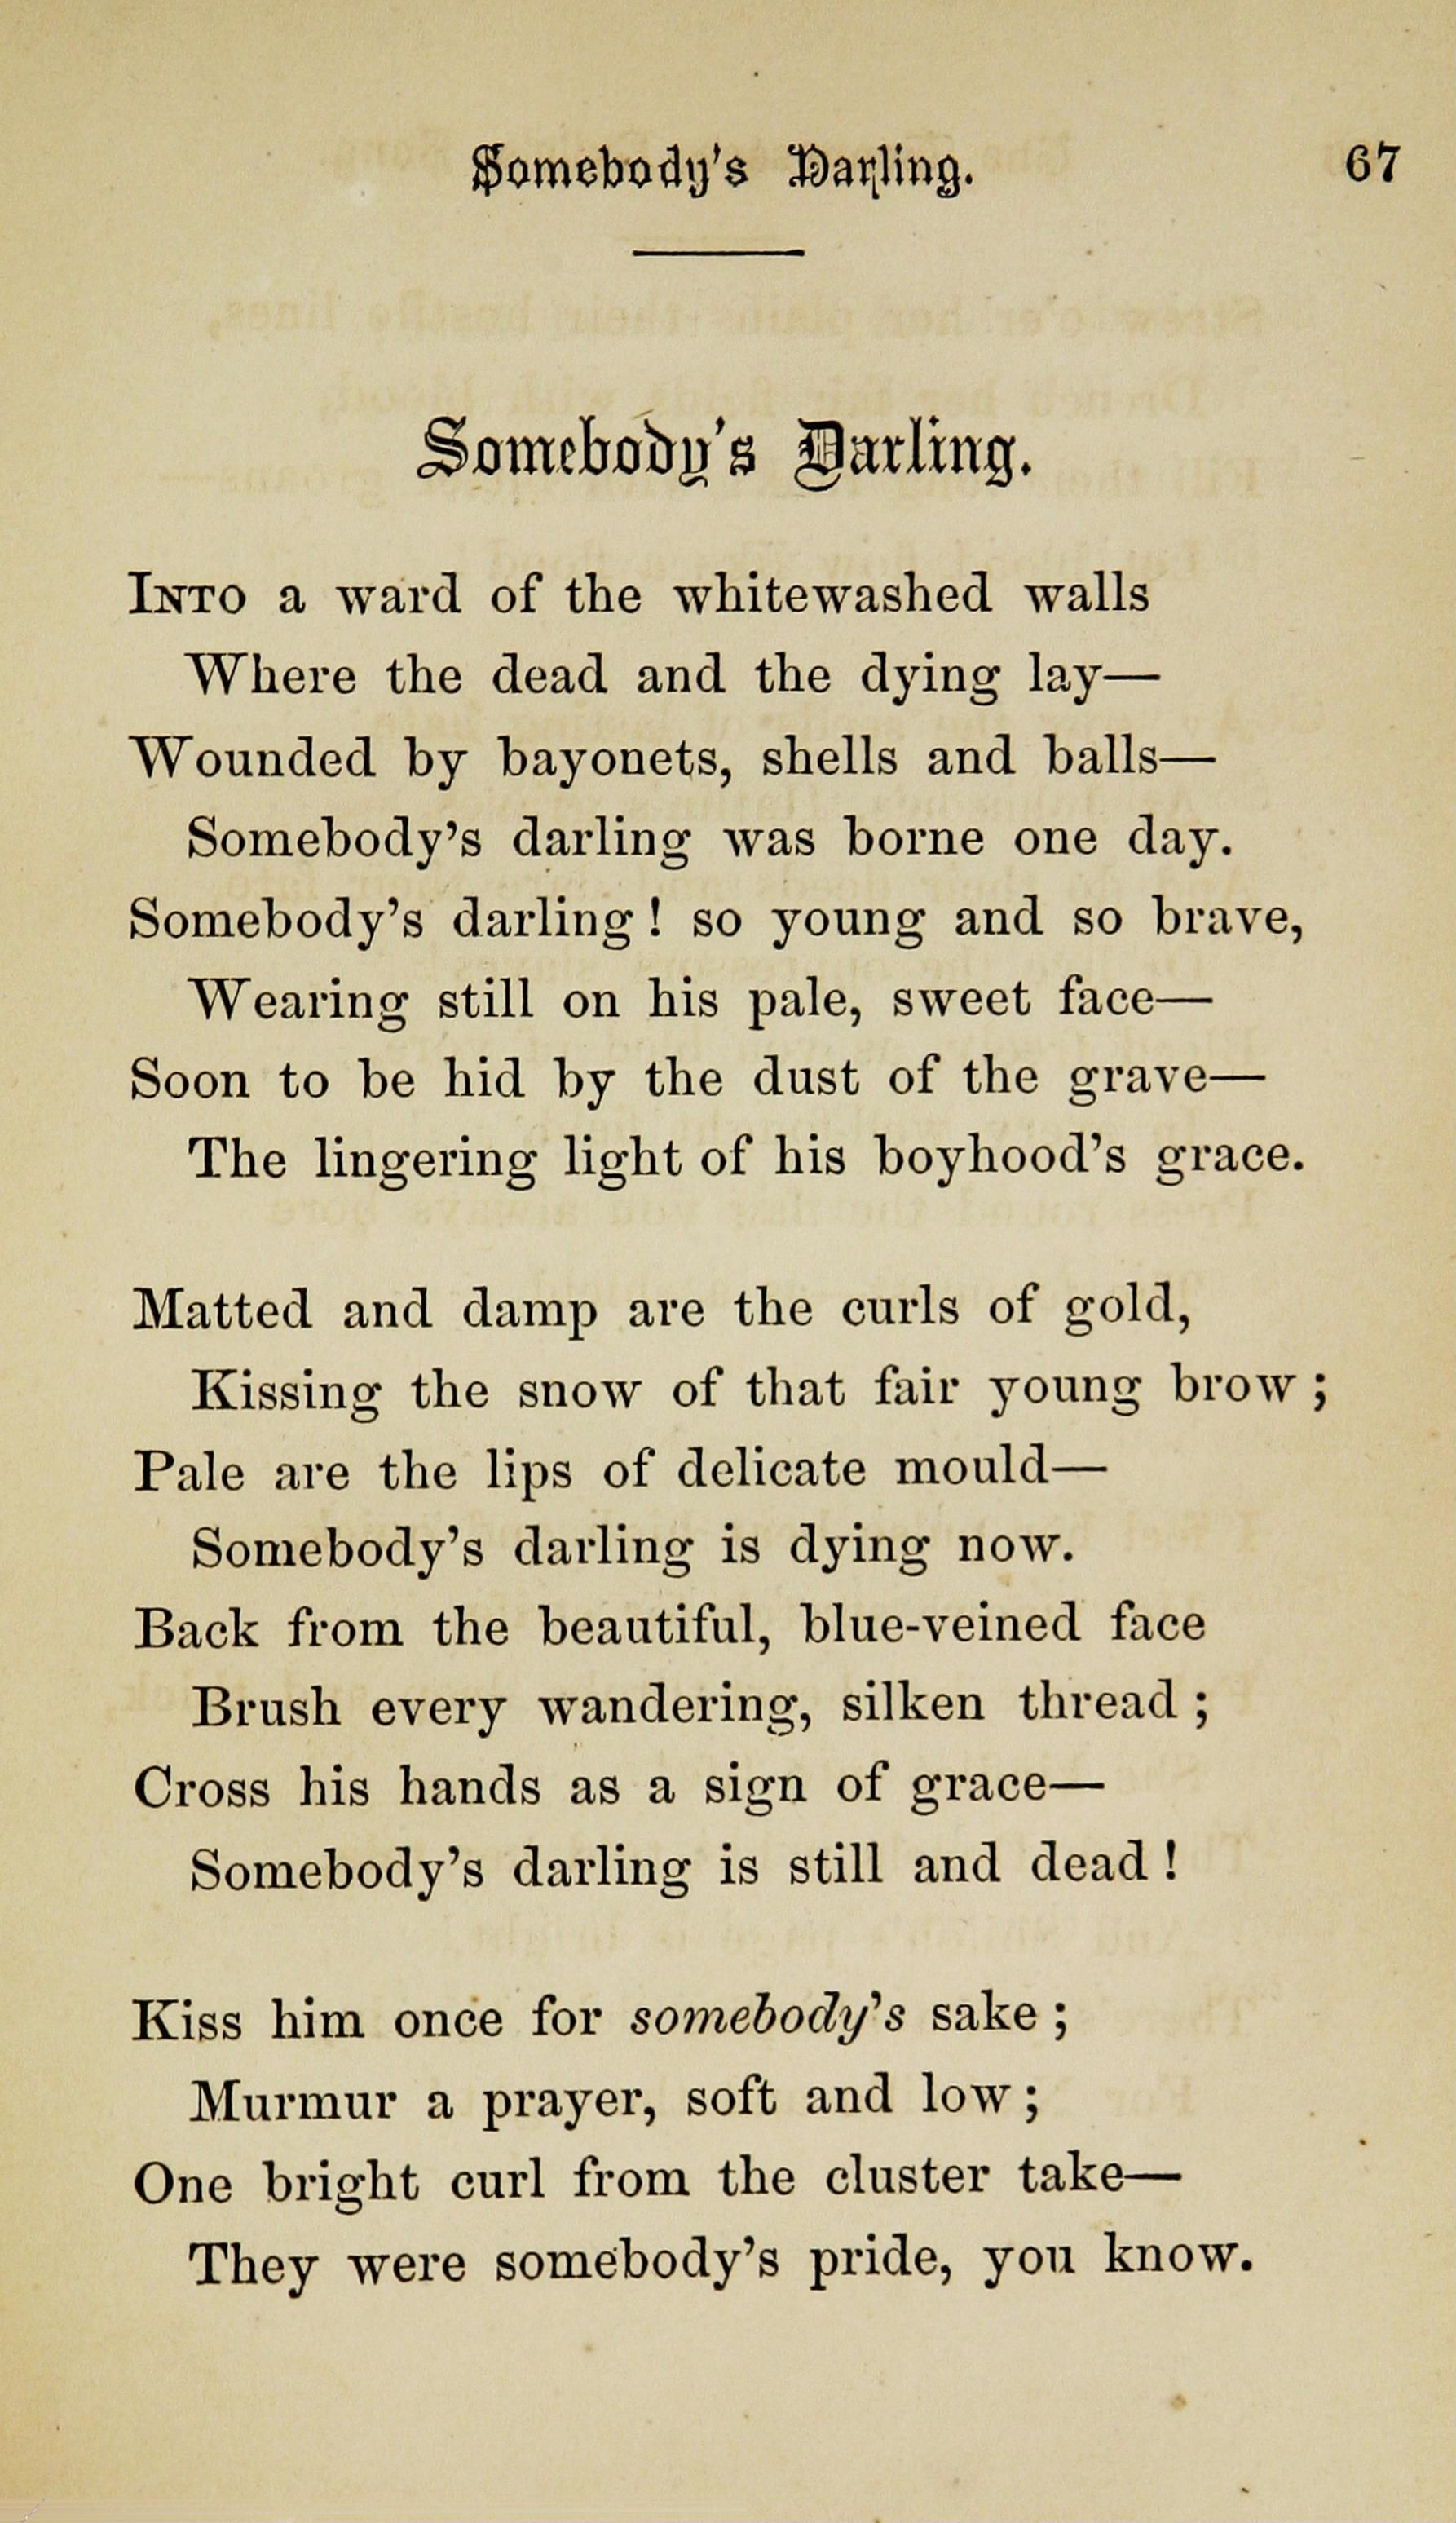 Somebody's Darling. 67
Somebody's Darling.
INTO a ward of the whitewashed walls
Where the dead and the dying lay—
Wounded by bayonets, shells and balls—
Somebody's darling was borne one day.
Somebody's darling! so young and so brave,
Wearing still on his pale, sweet face—
Soon to be hid by the dust of the grave—
The lingering light of his boyhood's grace.
Matted and damp are the curls of gold,
Kissing the snow of that fair young brow;
Pale are the lips of delicate mould—
Somebody's darling is dying now.
Back from the beautiful, blue-veined face
Brush every wandering, silken thread;
Cross his hands as a sign of grace—
Somebody's darling is still and dead!
Kiss him once for somebody's sake;
Murmur a prayer, soft and low;
One bright curl from the cluster take—
They were somebody's pride, you know.